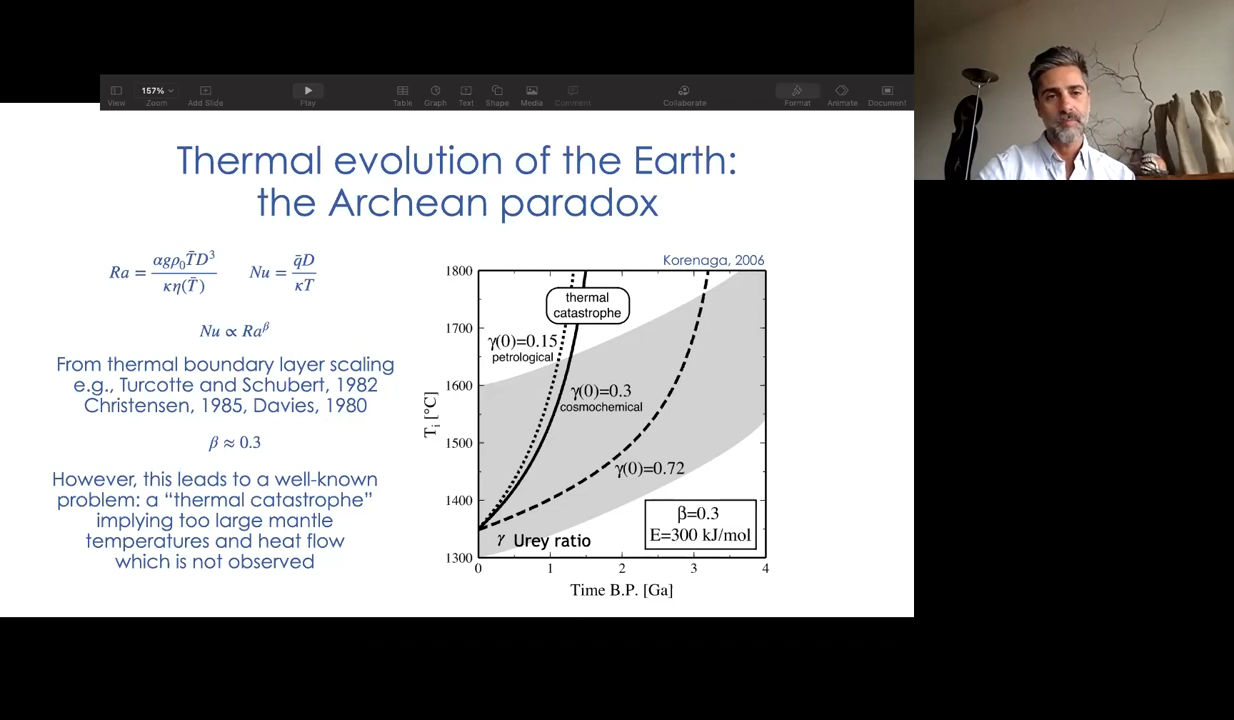 157%
View
Zoom
Add Slide
Play
Table
Graph
Text
Shape
Media
Comment
Collaborate
Format
Animate
Document
Thermal evolution of the Earth:
the Archean paradox
Ra = αgρ₀T̄D³ / κη(T̄)
Nu = q̄D / κT
Nu ∝ Ra^β
From thermal boundary layer scaling
e.g., Turcotte and Schubert, 1982
Christensen, 1985, Davies, 1980
β ≈ 0.3
However, this leads to a well-known
problem: a “thermal catastrophe”
implying too large mantle
temperatures and heat flow
which is not observed
Korenaga, 2006
1800
1700
1600
1500
1400
1300
Ti [°C]
thermal
catastrophe
γ(0)=0.15
petrological
γ(0)=0.3
cosmochemical
γ(0)=0.72
β=0.3
E=300 kJ/mol
γ Urey ratio
0 1 2 3 4
Time B.P. [Ga]